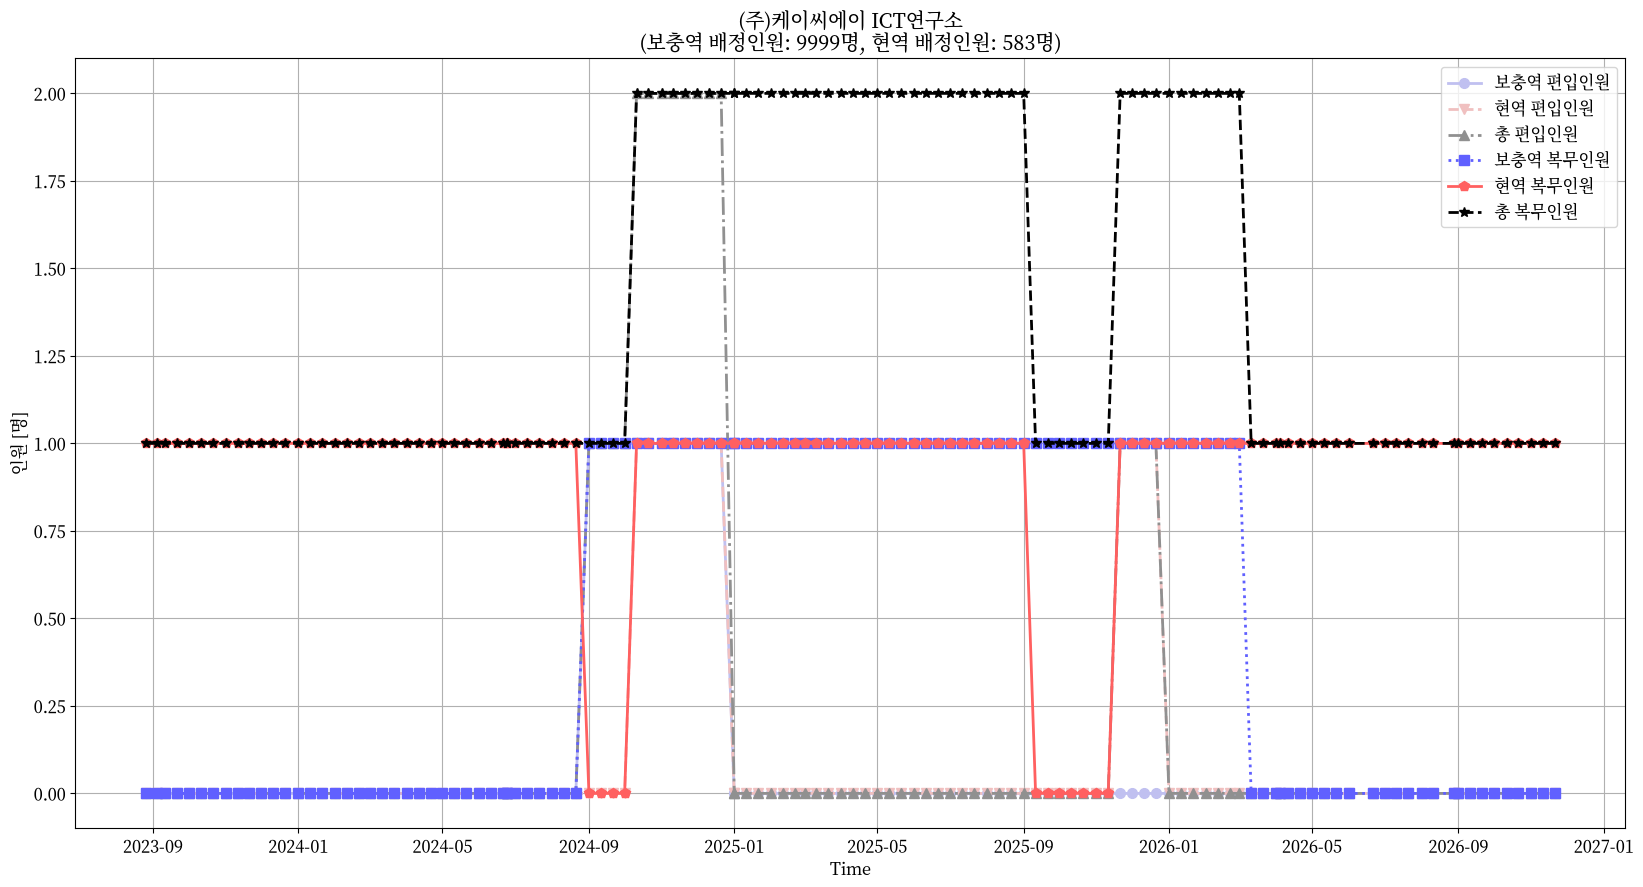 (주)케이씨에이 ICT연구소
(보충역 배정인원: 9999명, 현역 배정인원: 583명)
보충역 편입인원
현역 편입인원
총 편입인원
보충역 복무인원
현역 복무인원
총 복무인원
인원 [명]
2.00
1.75
1.50
1.25
1.00
0.75
0.50
0.25
0.00
2023-09 2024-01 2024-05 2024-09 2025-01 2025-05 2025-09 2026-01 2026-05 2026-09 2027-01
Time